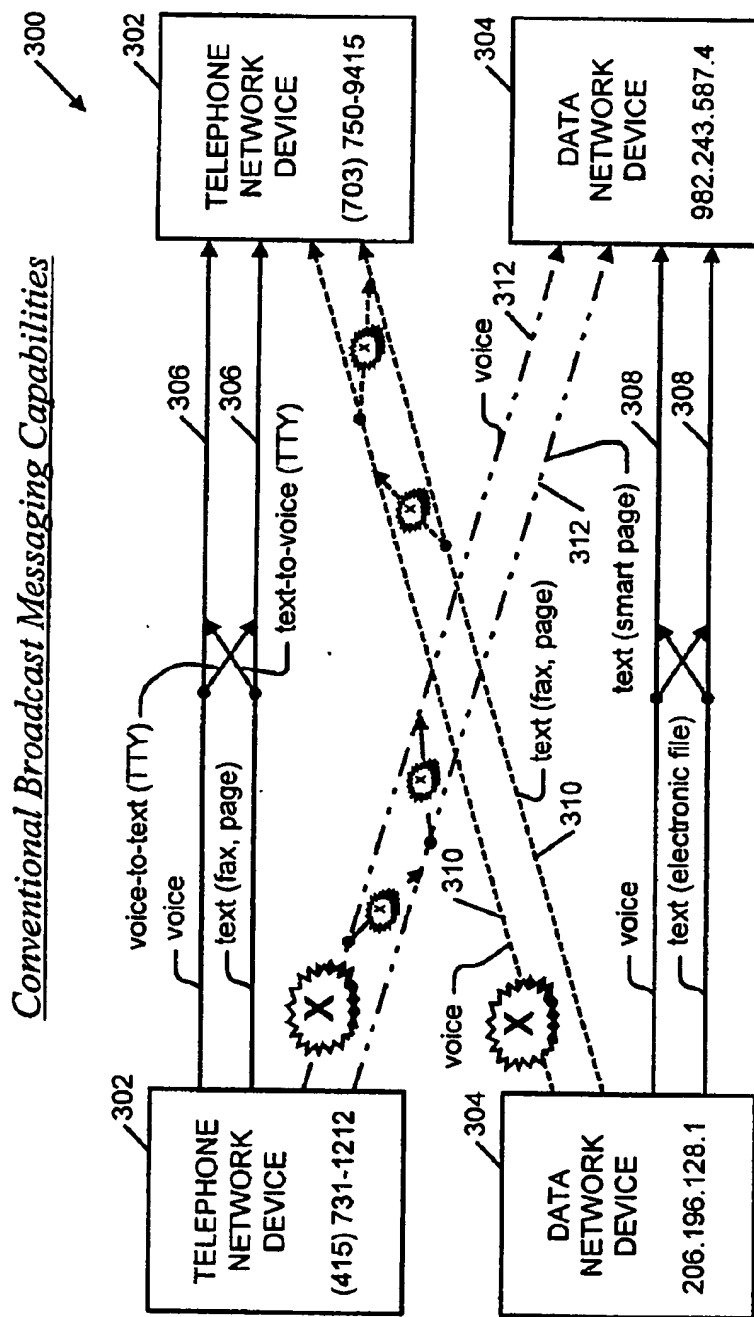 Conventional Broadcast Messaging Capabilities
300
302
TELEPHONE
NETWORK
DEVICE
(415) 731-1212
voice-to-text (TTY)
voice
text (fax, page)
306
306
text-to-voice (TTY)
302
TELEPHONE
NETWORK
DEVICE
(703) 750-9415
X
x
x
x
x
voice
312
X
voice
310
310
text (fax, page)
312
text (smart page)
304
DATA
NETWORK
DEVICE
206.196.128.1
voice
text (electronic file)
308
308
304
DATA
NETWORK
DEVICE
982.243.587.4